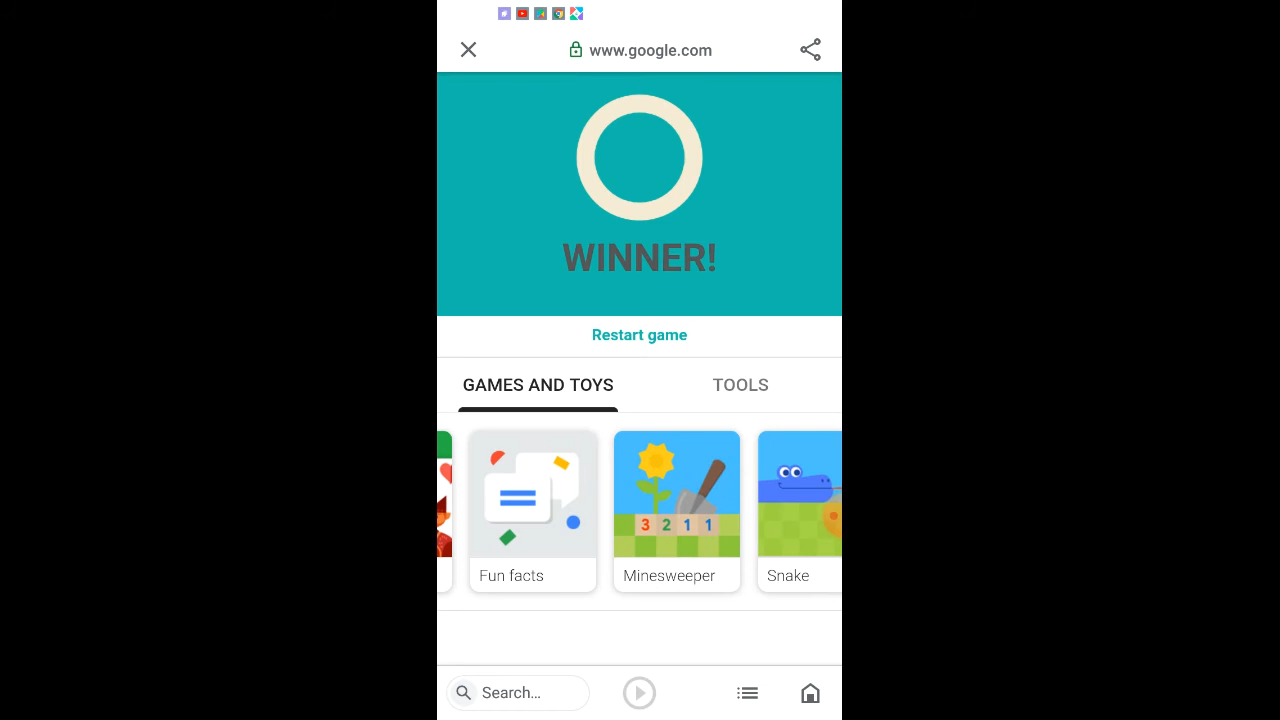 www.google.com
WINNER!
Restart game
GAMES AND TOYS
TOOLS
3 2 1 1
Fun facts
Minesweeper
Snake
Search...